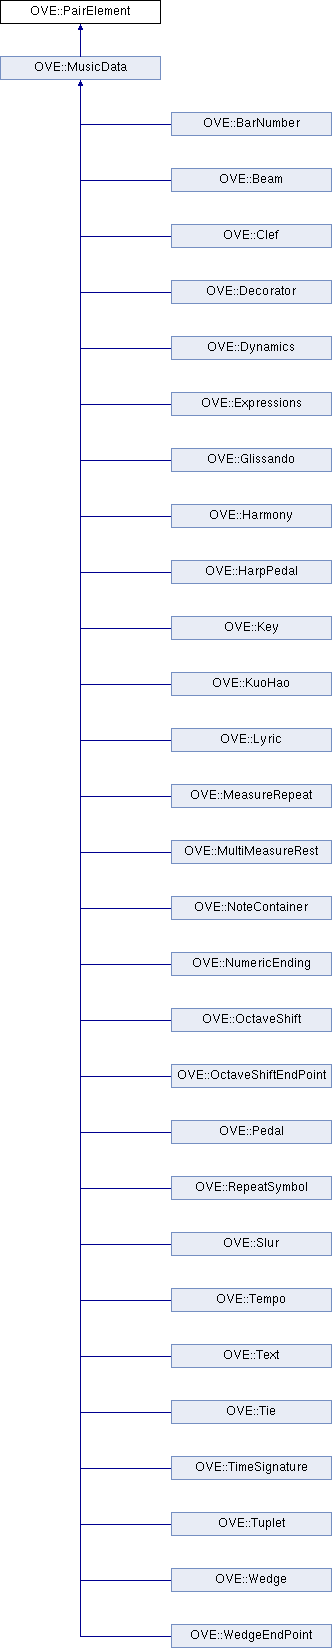 OVE::PairElement
OVE::MusicData
OVE::BarNumber
OVE::Beam
OVE::Clef
OVE::Decorator
OVE::Dynamics
OVE::Expressions
OVE::Glissando
OVE::Harmony
OVE::HarpPedal
OVE::Key
OVE::KuoHao
OVE::Lyric
OVE::MeasureRepeat
OVE::MultiMeasureRest
OVE::NoteContainer
OVE::NumericEnding
OVE::OctaveShift
OVE::OctaveShiftEndPoint
OVE::Pedal
OVE::RepeatSymbol
OVE::Slur
OVE::Tempo
OVE::Text
OVE::Tie
OVE::TimeSignature
OVE::Tuplet
OVE::Wedge
OVE::WedgeEndPoint